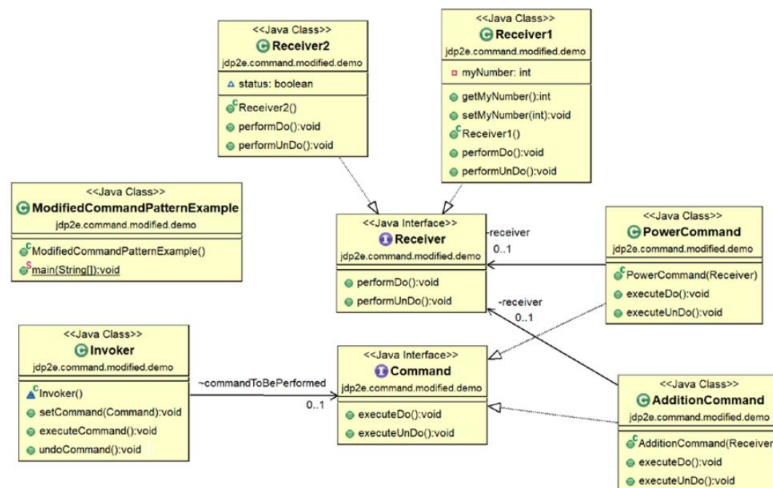 <<Java Class>>
Receiver2
jdp2e.command.modified.demo
status: boolean
Receiver2()
performDo():void
performUnDo():void
<<Java Class>>
Receiver1
jdp2e.command.modified.demo
myNumber: int
getMyNumber():int
setMyNumber(int):void
Receiver1()
performDo():void
performUnDo():void
<<Java Class>>
ModifiedCommandPatternExample
jdp2e.command.modified.demo
ModifiedCommandPatternExample()
main(String[]):void
<<Java Interface>>
Receiver
jdp2e.command.modified.demo
performDo():void
performUnDo():void
-receiver
0..1
<<Java Class>>
PowerCommand
jdp2e.command.modified.demo
PowerCommand(Receiver)
executeDo():void
executeUnDo():void
-receiver
0..1
<<Java Class>>
Invoker
jdp2e.command.modified.demo
Invoker()
setCommand(Command):void
executeCommand():void
undoCommand():void
~commandToBePerformed
0..1
<<Java Interface>>
Command
jdp2e.command.modified.demo
executeDo():void
executeUnDo():void
<<Java Class>>
AdditionCommand
jdp2e.command.modified.demo
AdditionCommand(Receiver
executeDo():void
executeUnDo():void